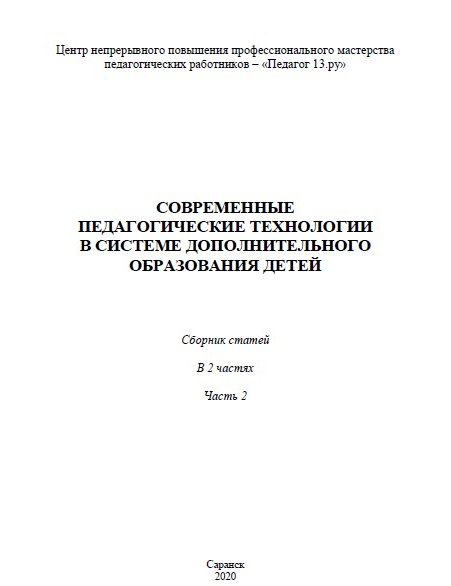 Центр непрерывного повышения профессионального мастерства
педагогических работников – «Педагог 13.ру»
СОВРЕМЕННЫЕ
ПЕДАГОГИЧЕСКИЕ ТЕХНОЛОГИИ
В СИСТЕМЕ ДОПОЛНИТЕЛЬНОГО
ОБРАЗОВАНИЯ ДЕТЕЙ
Сборник статей
В 2 частях
Часть 2
Саранск
2020